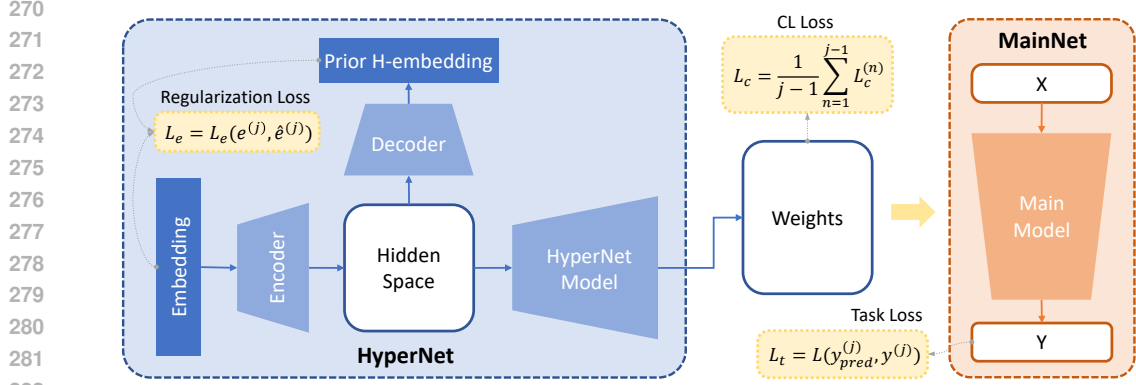 270
271
272
273
274
275
276
277
278
279
280
281
CL Loss
MainNet
Prior H-embedding
L_c = \frac{1}{j-1} \sum_{n=1}^{j-1} L_c^{(n)}
X
Regularization Loss
L_e = L_e(e^{(j)}, ê^{(j)})
Decoder
Embedding
Encoder
Hidden
Space
HyperNet
Model
Weights
Main
Model
Task Loss
HyperNet
L_t = L(y_{pred}^{(j)}, y^{(j)})
Y